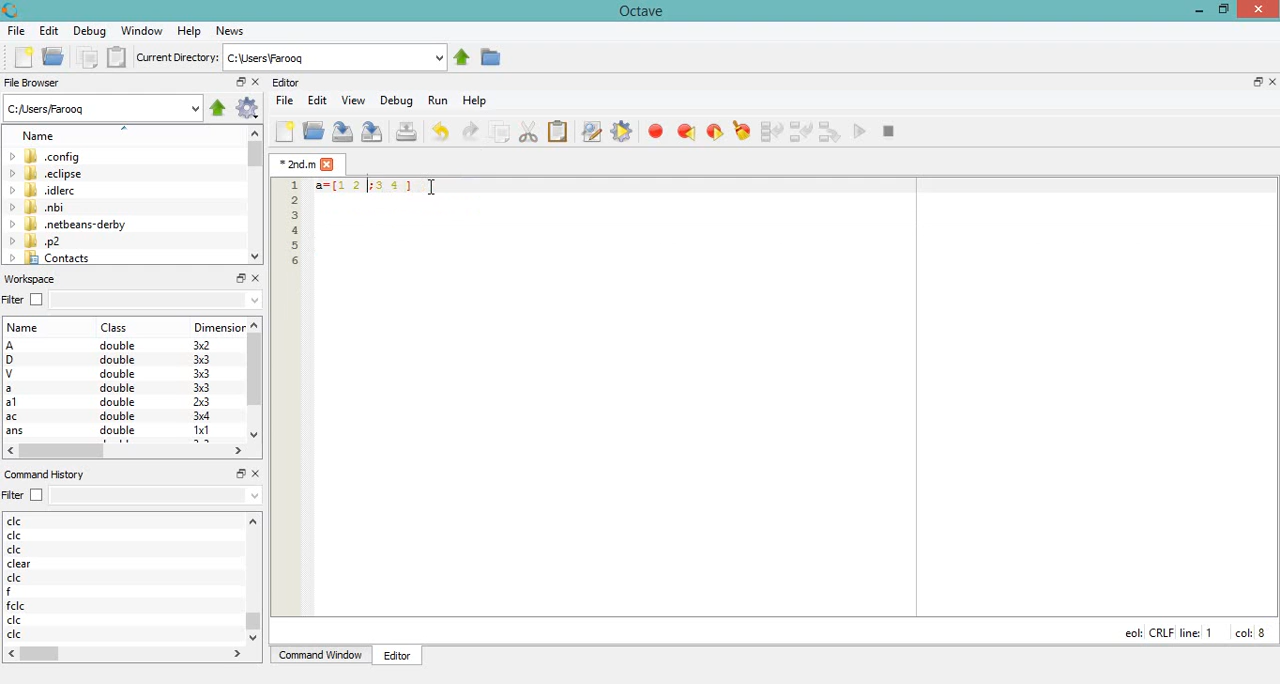 Octave
File Edit Debug Window Help News
Current Directory: C:\Users\Farooq
File Browser
Editor
C:/Users/Farooq
File Edit View Debug Run Help
Name
* 2nd.m
.config
.eclipse
.idlerc
.nbi
.netbeans-derby
.p2
Contacts
1 a=[1 2 ;3 4 ]
2
3
4
5
6
Workspace
Filter
Name Class Dimension
A double 3x2
D double 3x3
V double 3x3
a double 3x3
a1 double 2x3
ac double 3x4
ans double 1x1
Command History
Filter
clc
clc
clc
clear
clc
f
fclc
clc
clc
eol: CRLF line: 1 col: 8
Command Window Editor